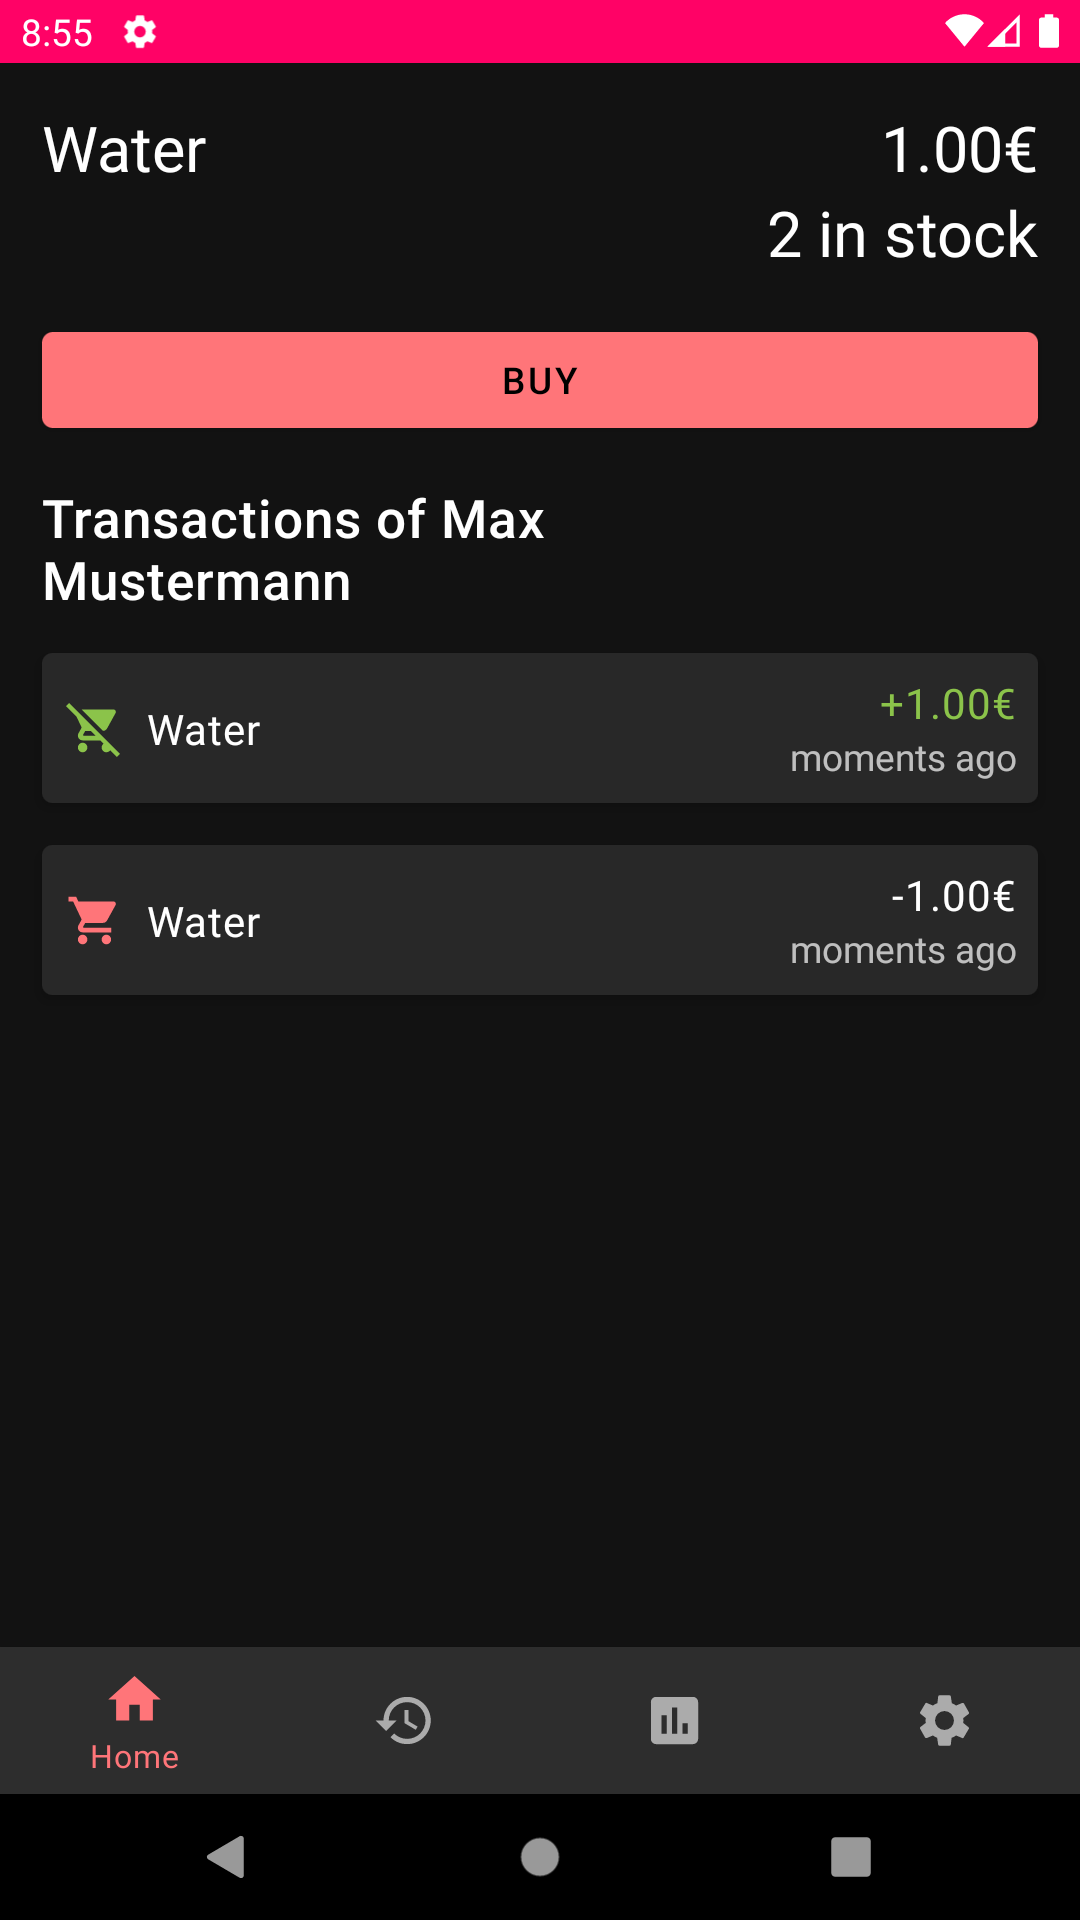 8:55
Water 1.00€
2 in stock
BUY
Transactions of Max
Mustermann
Water +1.00€
moments ago
Water -1.00€
moments ago
Home